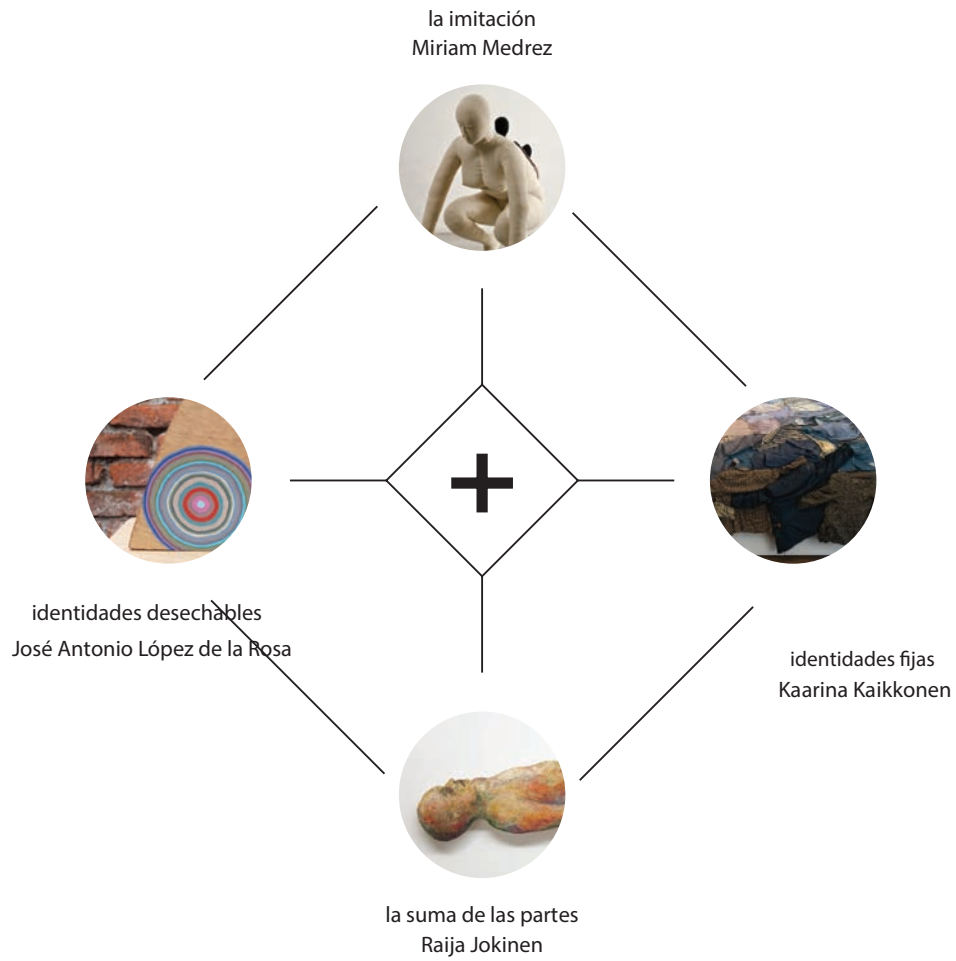 la imitación
Miriam Medrez
identidades desechables
José Antonio López de la Rosa
identidades fijas
Kaarina Kaikkonen
la suma de las partes
Raija Jokinen